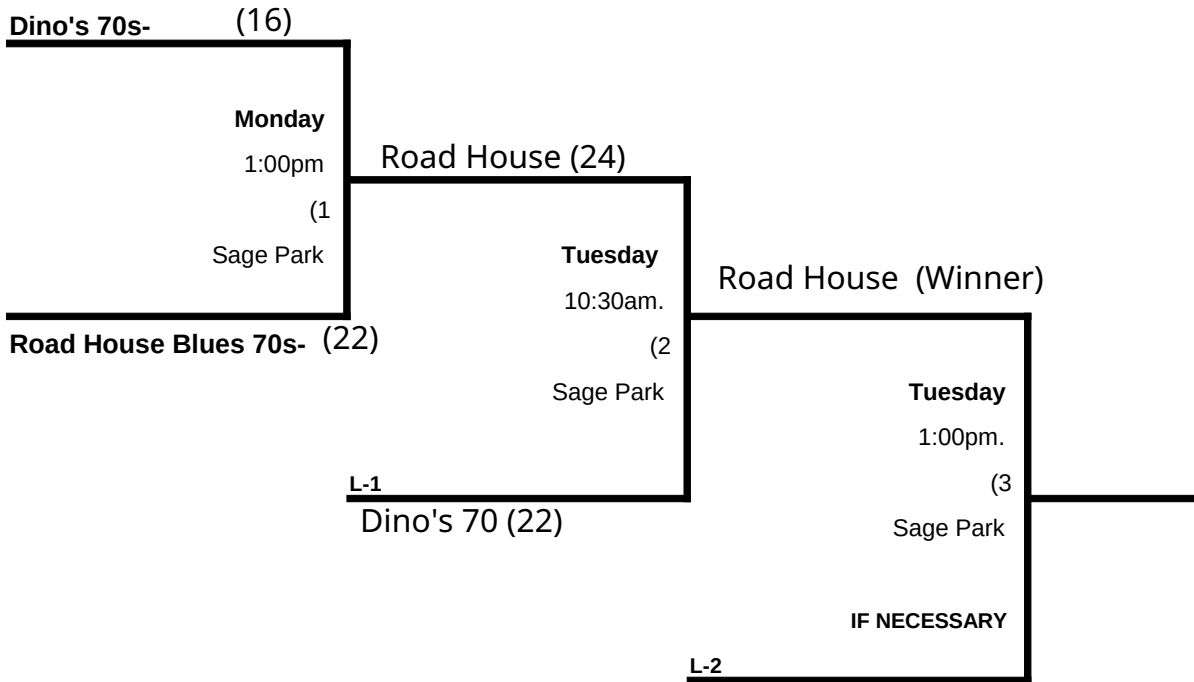 Dino's 70s- (16)
Monday
1:00pm
(1
Sage Park
Road House Blues 70s- (22)
Road House (24)
Tuesday
10:30am.
(2
Sage Park
L-1
Dino's 70 (22)
Road House (Winner)
Tuesday
1:00pm.
(3
Sage Park
IF NECESSARY
L-2